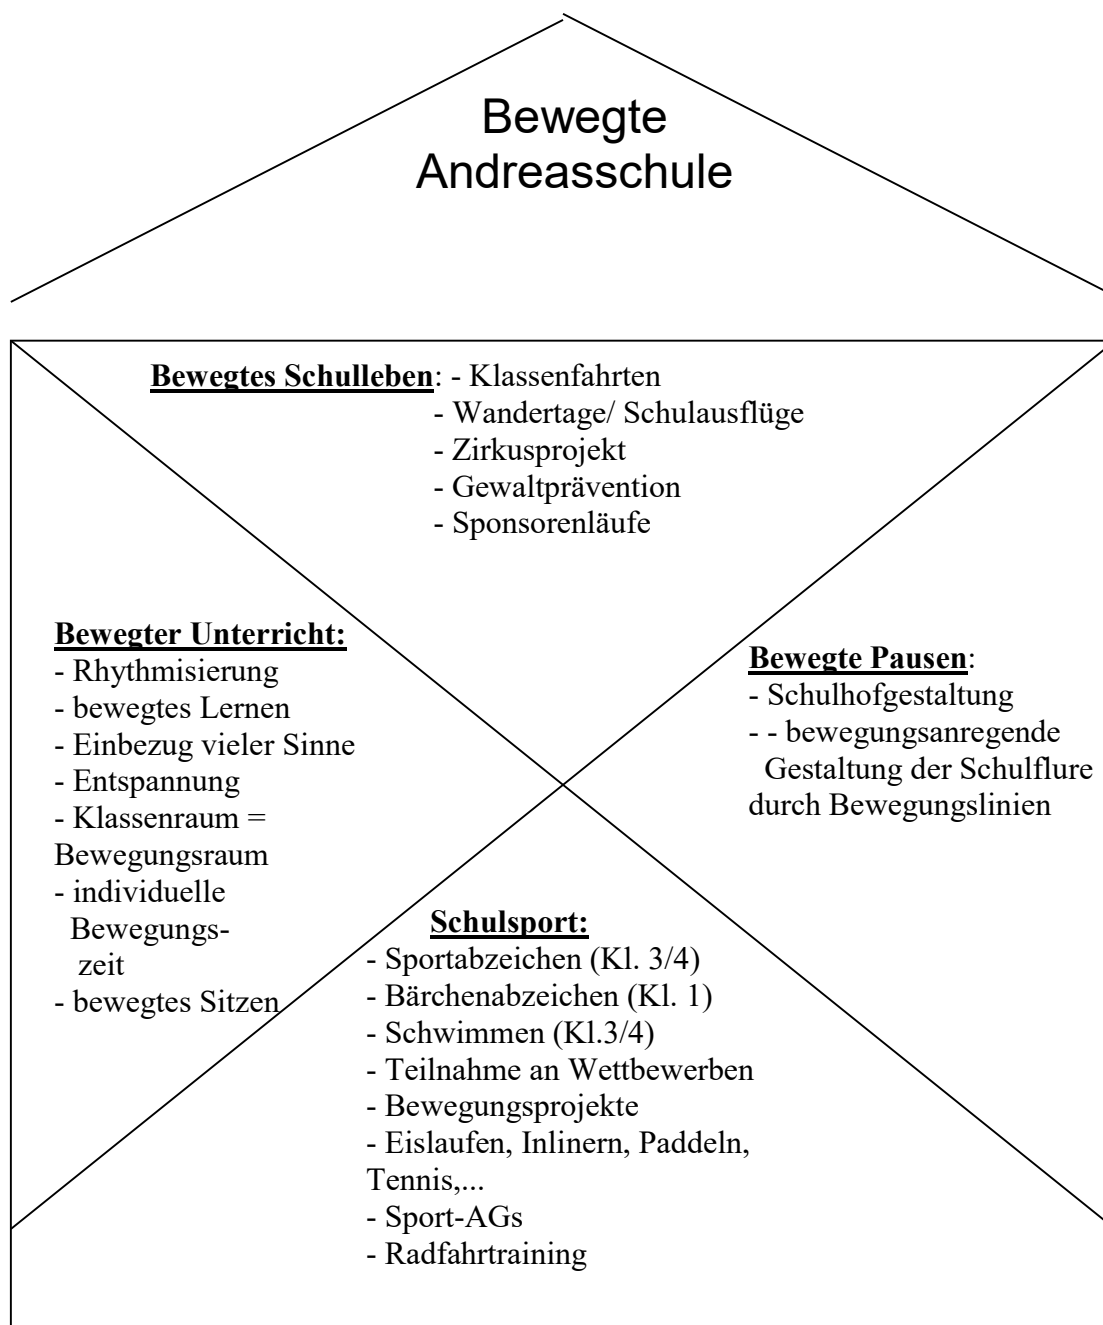 Bewegte
Andreasschule
Bewegtes Schulleben: - Klassenfahrten
- Wandertage/ Schulausflüge
- Zirkusprojekt
- Gewaltprävention
- Sponsorenläufe
Bewegter Unterricht:
- Rhythmisierung
- bewegtes Lernen
- Einbezug vieler Sinne
- Entspannung
- Klassenraum =
Bewegungsraum
- individuelle
Bewegungs-
zeit
- bewegtes Sitzen
Bewegte Pausen:
- Schulhofgestaltung
- - bewegungsanregende
Gestaltung der Schulflure
durch Bewegungslinien
Schulsport:
- Sportabzeichen (Kl. 3/4)
- Bärchenabzeichen (Kl. 1)
- Schwimmen (Kl.3/4)
- Teilnahme an Wettbewerben
- Bewegungsprojekte
- Eislaufen, Inlinern, Paddeln,
Tennis,...
- Sport-AGs
- Radfahrtraining